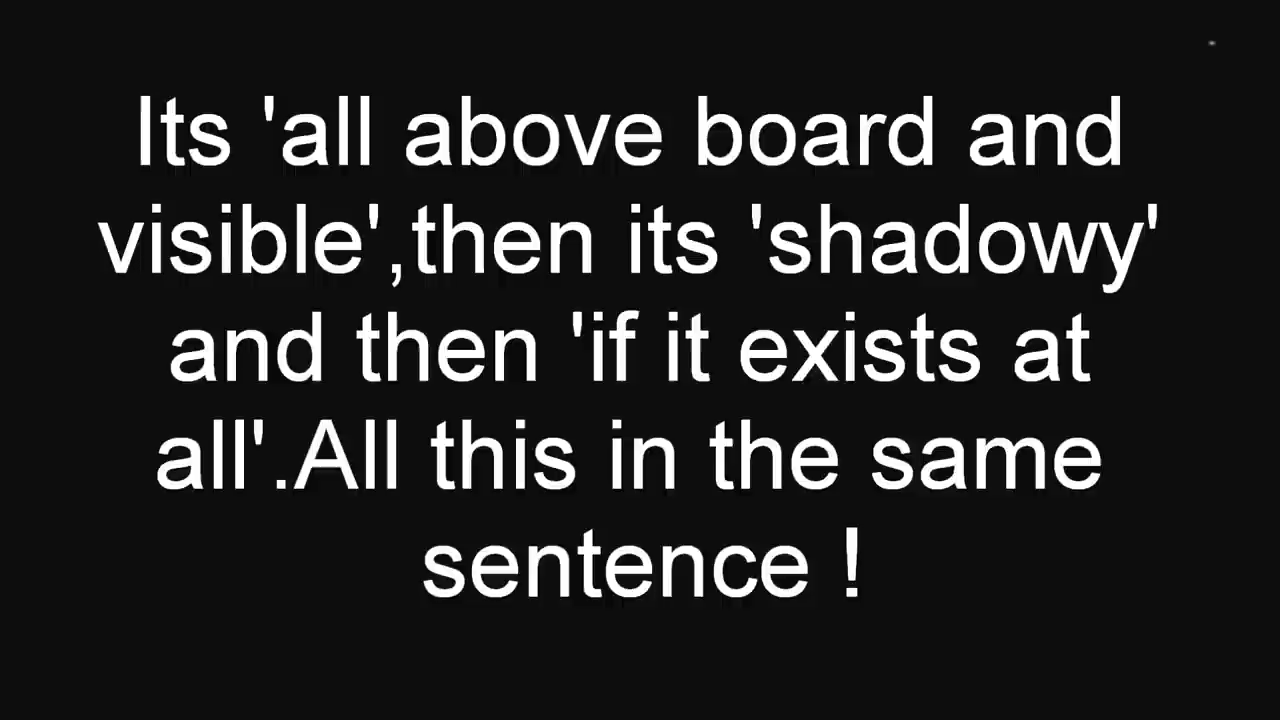 Its 'all above board and
visible',then its 'shadowy'
and then 'if it exists at
all'.All this in the same
sentence !